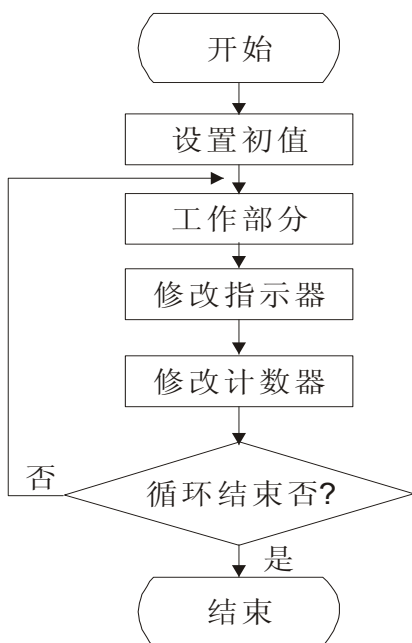 开始
设置初值
工作部分
修改指示器
修改计数器
循环结束否?
否
是
结束